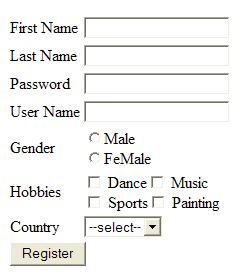 First Name
Last Name
Password
User Name
Gender
Male
FeMale
Hobbies
Dance Music
Sports Painting
Country --select--
Register